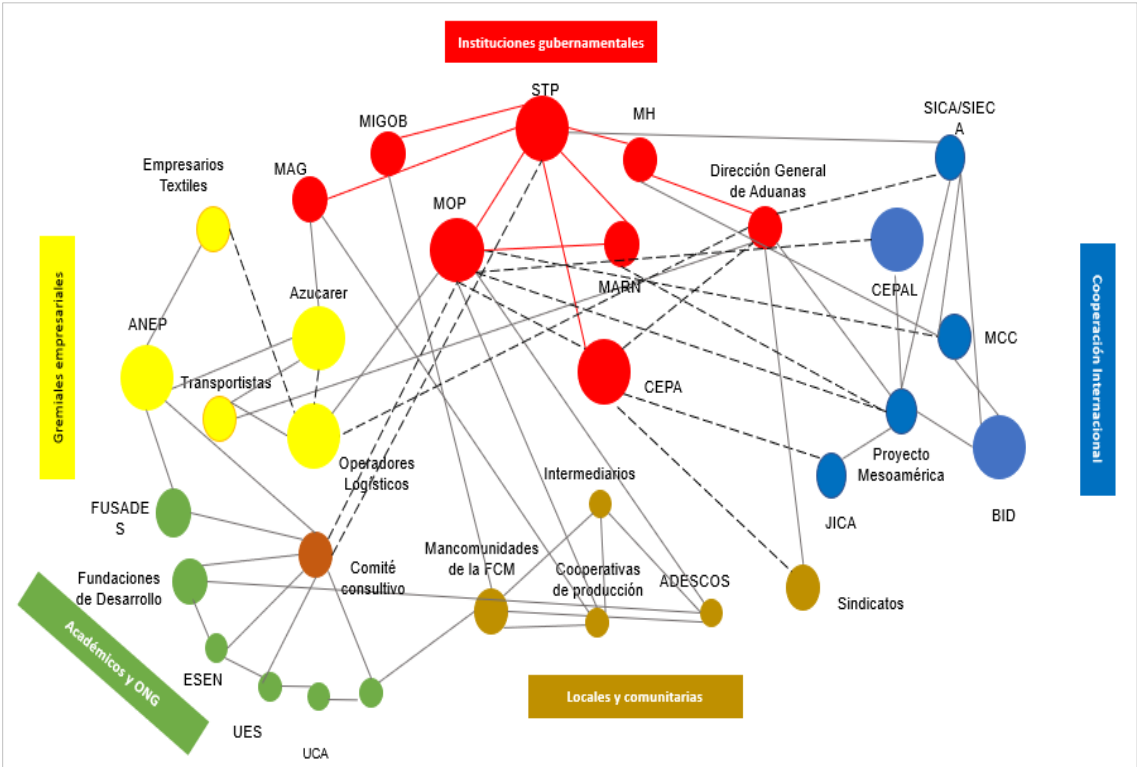 Instituciones gubernamentales
STP
MIGOB
MH
SICA/SIEC
A
Empresarios
Textiles
MAG
Dirección General
de Aduanas
MOP
MARN
CEPAL
Azucarer
ANEP
MCC
Transportistas
CEPA
Gremiales empresariales
Cooperación Internacional
Operadores
Logísticos
Intermediarios
Proyecto
Mesoamérica
FUSADE
S
JICA
BID
Mancomunidades
de la FCM
Comité
consultivo
Cooperativas
de producción
ADESCOS
Fundaciones
de Desarrollo
Sindicatos
Académicos y ONG
ESEN
Locales y comunitarias
UES
UCA